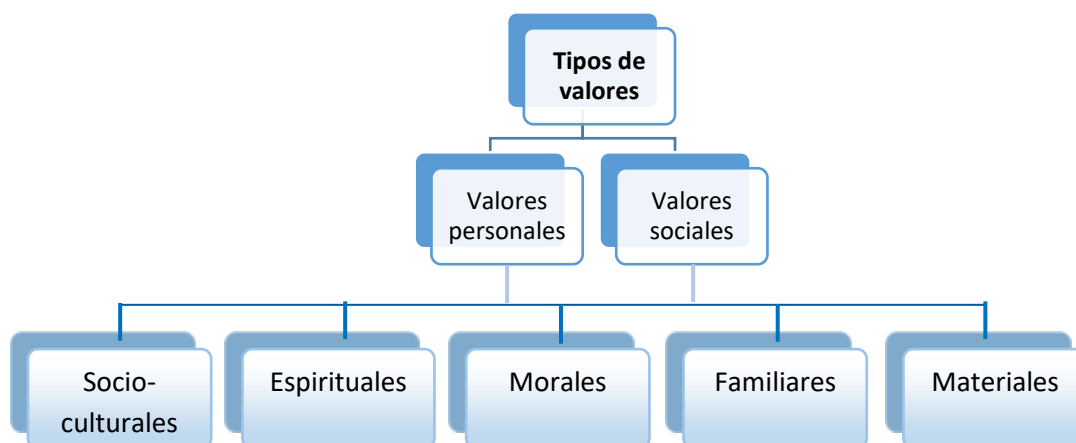 Tipos de
valores
Valores
personales
Valores
sociales
Socio-
culturales
Espirituales
Morales
Familiares
Materiales